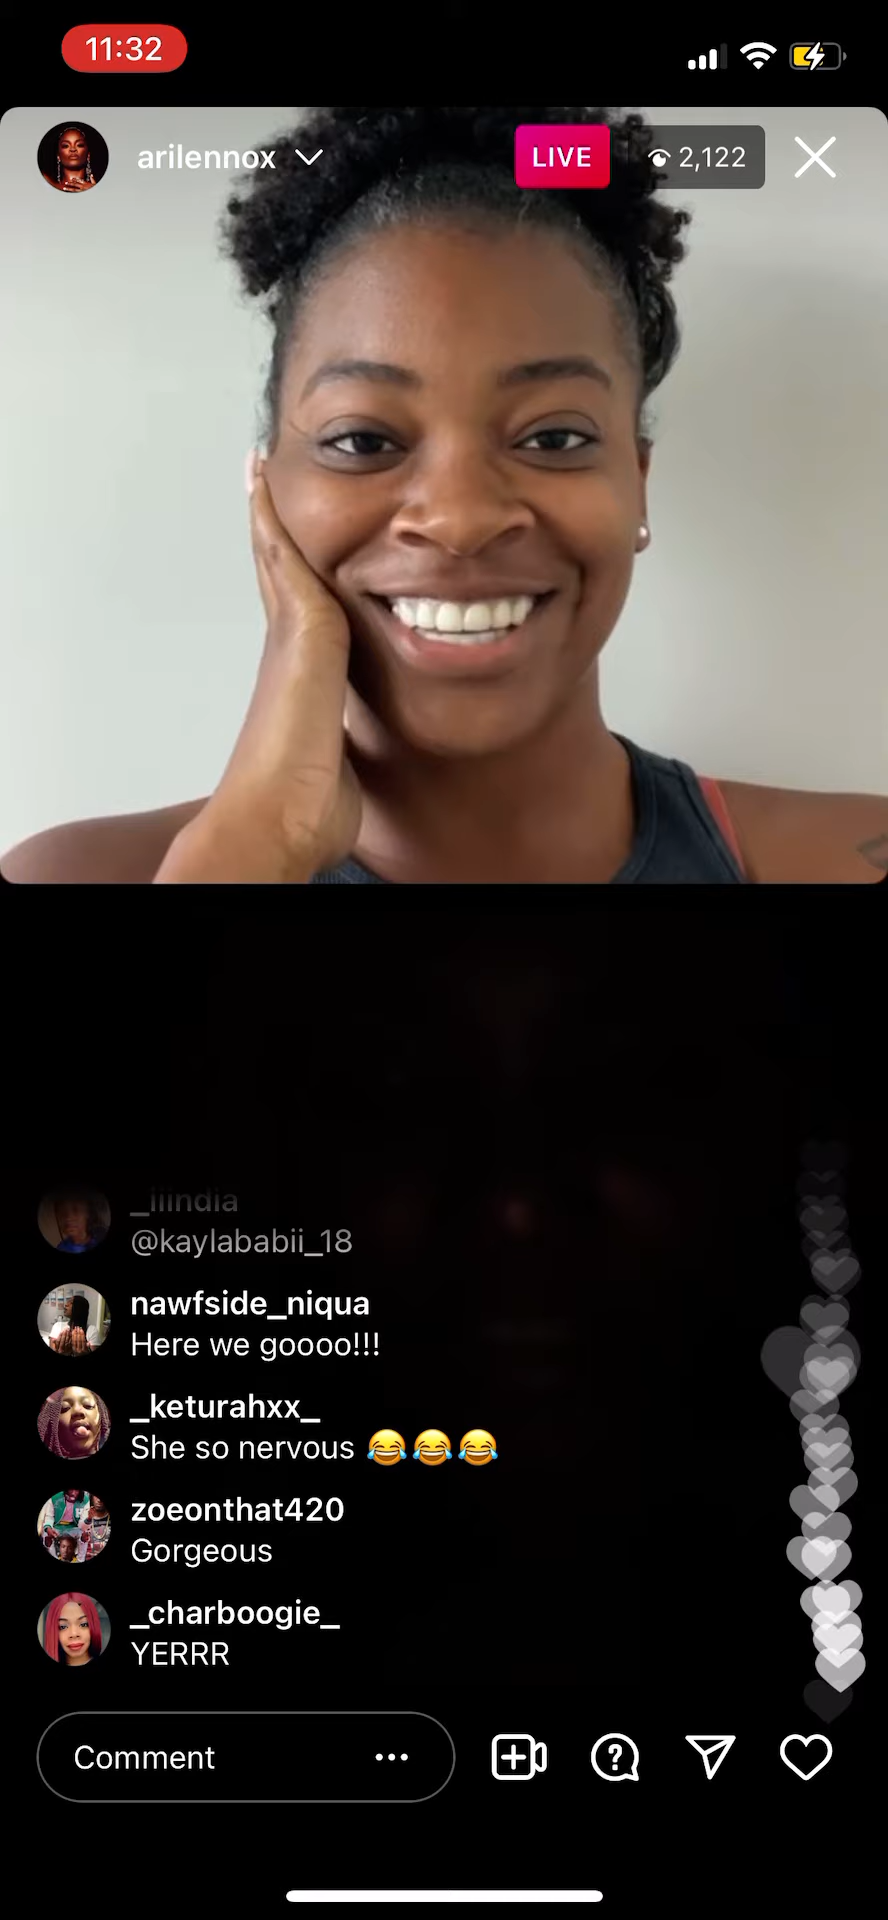 11:32
arilennox
LIVE
2,122
_iiindia
@kaylababii_18
nawfside_niqua
Here we goooo!!!
_keturahxx_
She so nervous 😂😂😂
zoeonthat420
Gorgeous
_charboogie_
YERRR
Comment